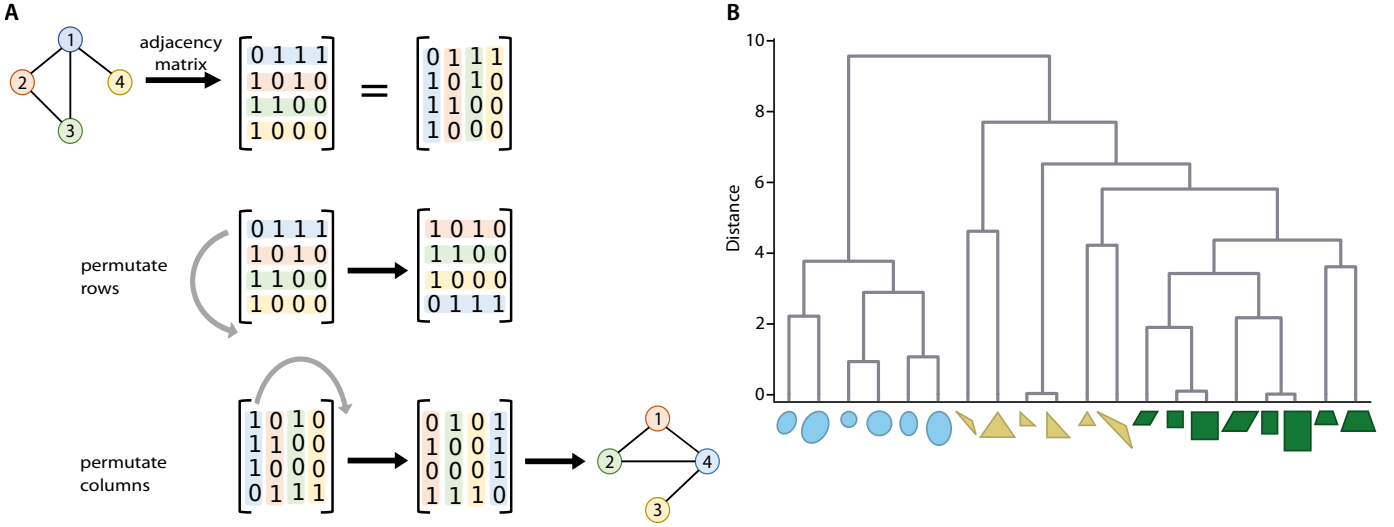 A
1
2
4
3
adjacency
matrix
0 1 1 1
1 0 1 0
1 1 0 0
1 0 0 0
=
0 1 1 1
1 0 1 0
1 1 0 0
1 0 0 0
permutate
rows
0 1 1 1
1 0 1 0
1 1 0 0
1 0 0 0
1 0 1 0
1 1 0 0
1 0 0 0
0 1 1 1
permutate
columns
1 0 1 0
1 1 0 0
1 0 0 0
0 1 1 1
0 1 0 1
1 0 0 1
0 0 0 1
1 1 1 0
1
2
4
3
B
10
8
6
4
2
0
Distance